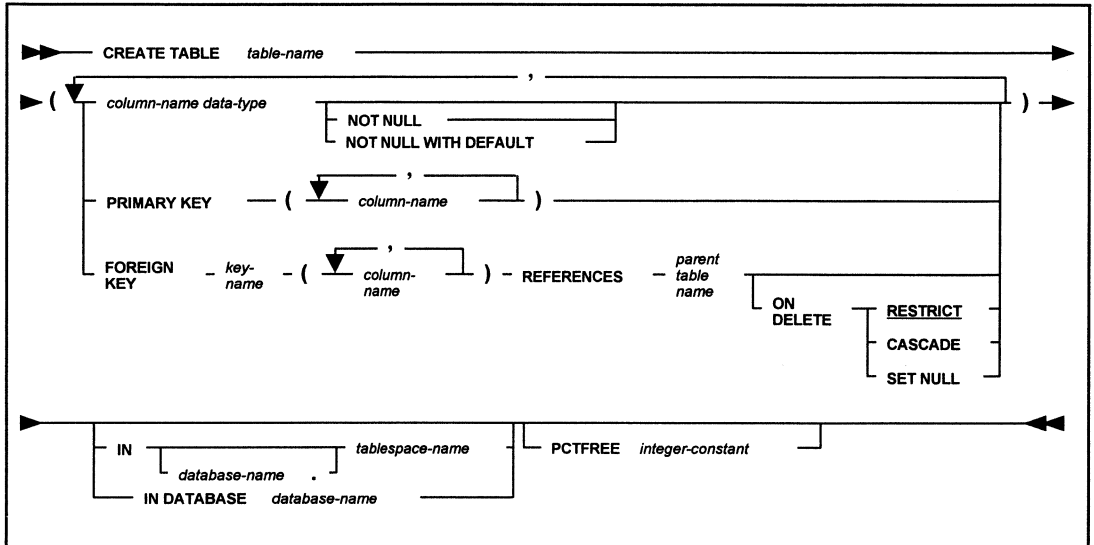 CREATE TABLE table-name
,
( column-name data-type )
NOT NULL
NOT NULL WITH DEFAULT
,
PRIMARY KEY ( column-name )
,
FOREIGN KEY key-name ( column-name ) REFERENCES parent table name
ON DELETE RESTRICT
CASCADE
SET NULL
IN tablespace-name PCTFREE integer-constant
database-name .
IN DATABASE database-name